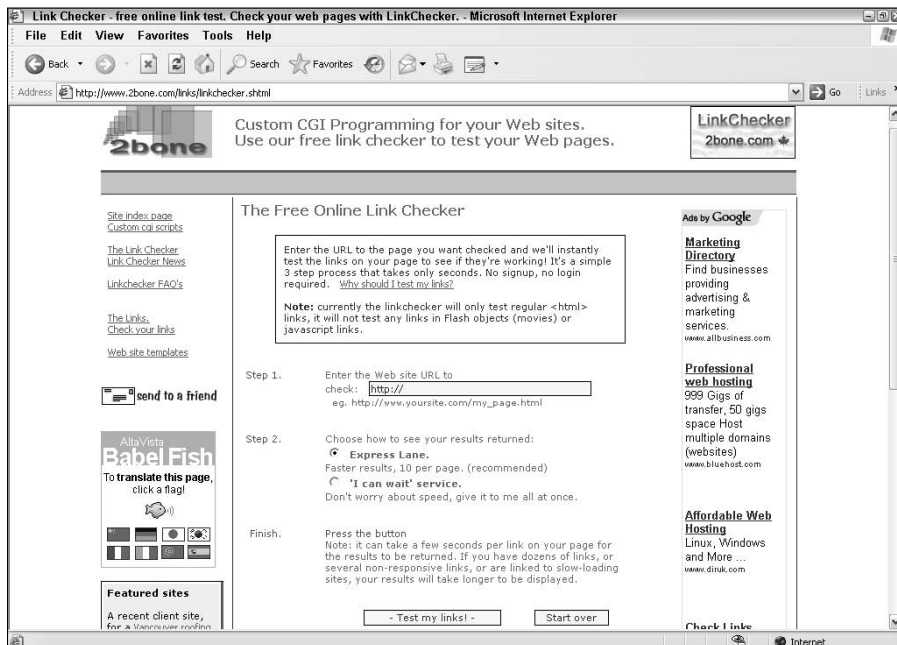 Link Checker - free online link test. Check your web pages with LinkChecker. - Microsoft Internet Explorer
File Edit View Favorites Tools Help
Back Search Favorites
Address http://www.2bone.com/links/linkchecker.shtml Go Links
2bone
Custom CGI Programming for your Web sites.
Use our free link checker to test your Web pages.
LinkChecker
2bone.com
Site index page
Custom cgi scripts
The Link Checker
Link Checker News
Linkchecker FAQ's
The Links.
Check your links
Web site templates
send to a friend
AltaVista
Babel Fish
To translate this page,
click a flag!
Featured sites
A recent client site,
for a Vancouver roofing
The Free Online Link Checker
Enter the URL to the page you want checked and we'll instantly
test the links on your page to see if they're working! It's a simple
3 step process that takes only seconds. No signup, no login
required. Why should I test my links?
Note: currently the linkchecker will only test regular <html>
links, it will not test any links in Flash objects (movies) or
javascript links.
Step 1. Enter the Web site URL to
check: http://
eg. http://www.yoursite.com/my_page.html
Step 2. Choose how to see your results returned:
Express Lane.
Faster results, 10 per page. (recommended)
'I can wait' service.
Don't worry about speed, give it to me all at once.
Finish. Press the button
Note: it can take a few seconds per link on your page for
the results to be returned. If you have dozens of links, or
several non-responsive links, or are linked to slow-loading
sites, your results will take longer to be displayed.
- Test my links! - Start over
Ads by Google
Marketing
Directory
Find businesses
providing
advertising &
marketing
services.
www.allbusiness.com
Professional
web hosting
999 Gigs of
transfer, 50 gigs
space Host
multiple domains
(websites)
www.bluehost.com
Affordable Web
Hosting
Linux, Windows
and More ...
www.diruk.com
Check Links
Internet